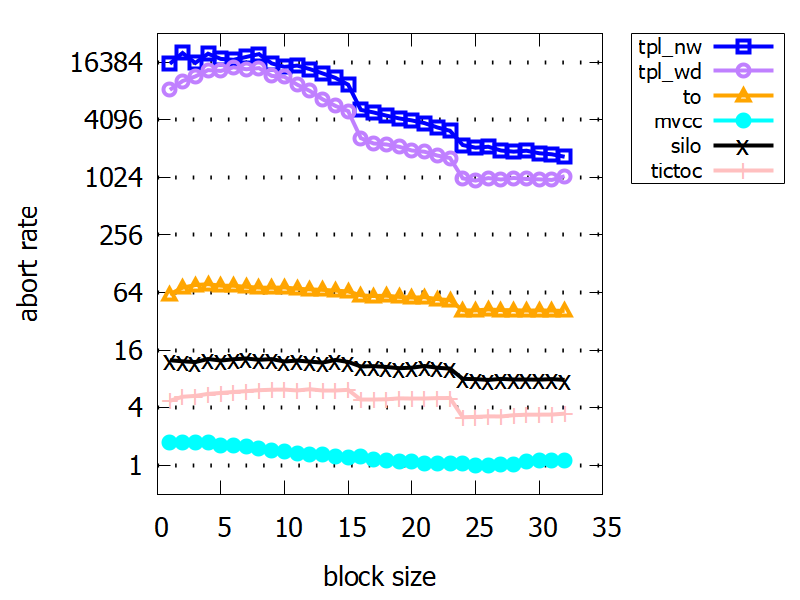 tpl_nw
tpl_wd
to
mvcc
silo
tictoc
abort rate
16384
4096
1024
256
64
16
4
1
0 5 10 15 20 25 30 35
block size